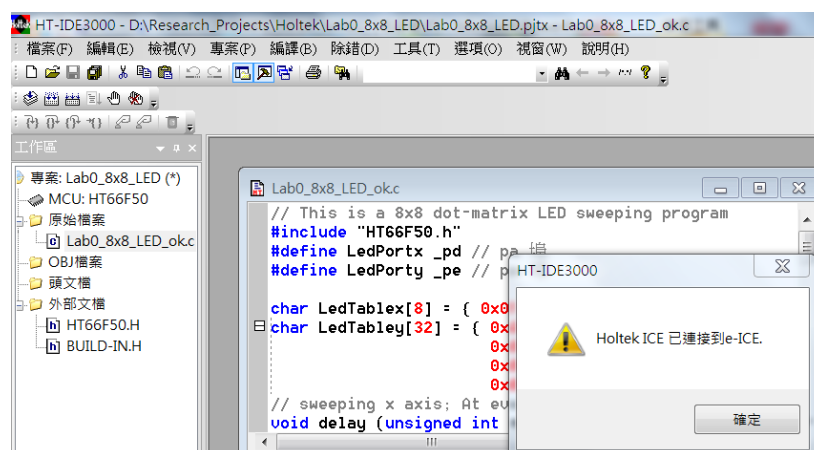 HT-IDE3000 - D:\Research_Projects\Holtek\Lab0_8x8_LED\Lab0_8x8_LED.pjtx - Lab0_8x8_LED_ok.c
檔案(F) 編輯(E) 檢視(V) 專案(P) 編譯(B) 除錯(D) 工具(T) 選項(O) 視窗(W) 說明(H)
工作區
專案: Lab0_8x8_LED (*)
MCU: HT66F50
原始檔案
Lab0_8x8_LED_ok.c
OBJ檔案
頭文檔
外部文檔
HT66F50.H
BUILD-IN.H
Lab0_8x8_LED_ok.c
// This is a 8x8 dot-matrix LED sweeping program
#include "HT66F50.h"
#define LedPortx _pd // pa 埠
#define LedPorty _pe // p
char LedTablex[8] = { 0x0
char LedTabley[32] = { 0x
0x
0x
0x
// sweeping x axis; At ev
void delay (unsigned int
HT-IDE3000
Holtek ICE 已連接到e-ICE.
確定